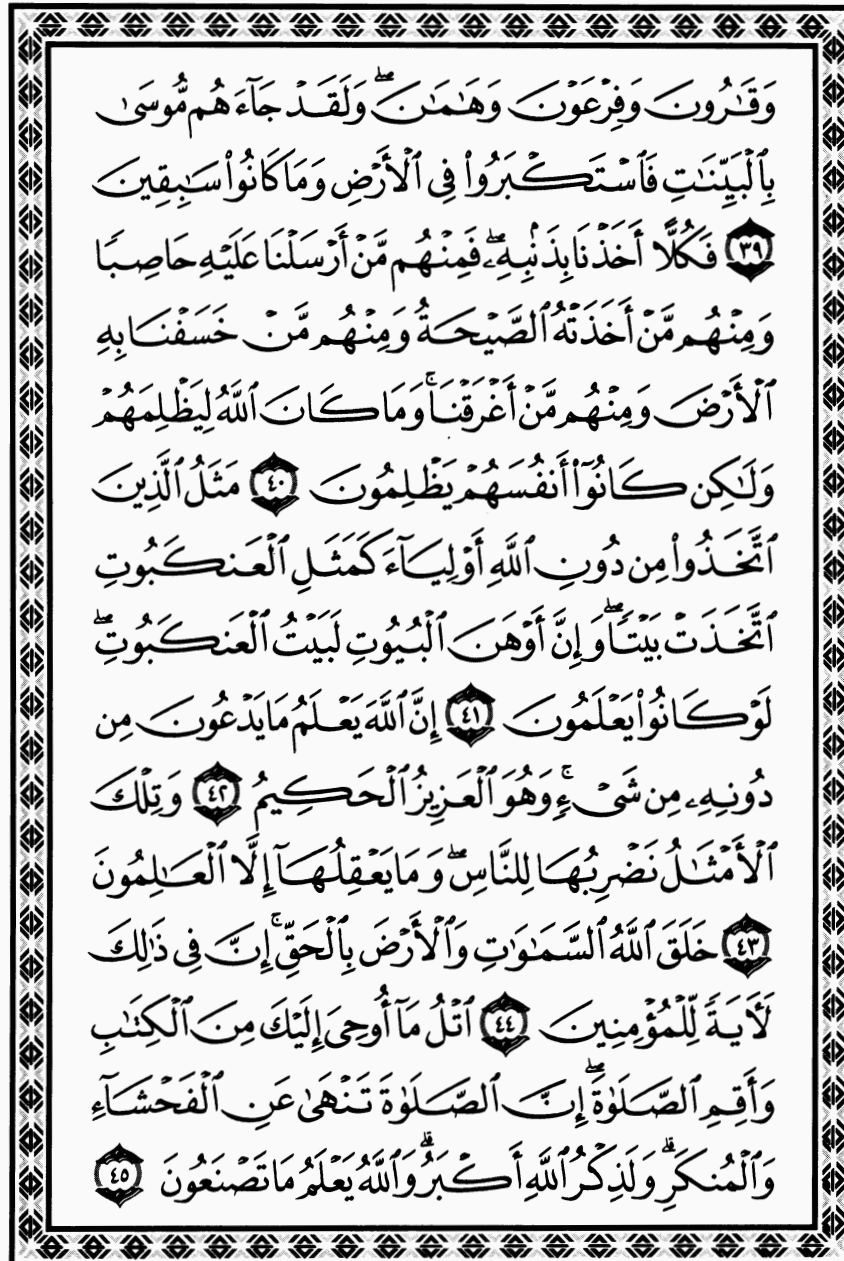 وَقَٰرُونَ وَفِرْعَوْنَ وَهَٰمَٰنَۖ وَلَقَدْ جَآءَهُم مُّوسَىٰ
بِٱلْبَيِّنَٰتِ فَٱسْتَكْبَرُوا۟ فِى ٱلْأَرْضِ وَمَا كَانُوا۟ سَٰبِقِينَ
٣٩ فَكُلًّا أَخَذْنَا بِذَنۢبِهِۦۖ فَمِنْهُم مَّنْ أَرْسَلْنَا عَلَيْهِ حَاصِبًا
وَمِنْهُم مَّنْ أَخَذَتْهُ ٱلصَّيْحَةُ وَمِنْهُم مَّنْ خَسَفْنَا بِهِ
ٱلْأَرْضَ وَمِنْهُم مَّنْ أَغْرَقْنَاۚ وَمَا كَانَ ٱللَّهُ لِيَظْلِمَهُمْ
وَلَٰكِن كَانُوٓا۟ أَنفُسَهُمْ يَظْلِمُونَ ٤٠ مَثَلُ ٱلَّذِينَ
ٱتَّخَذُوا۟ مِن دُونِ ٱللَّهِ أَوْلِيَآءَ كَمَثَلِ ٱلْعَنكَبُوتِ
ٱتَّخَذَتْ بَيْتًاۖ وَإِنَّ أَوْهَنَ ٱلْبُيُوتِ لَبَيْتُ ٱلْعَنكَبُوتِۖ
لَوْ كَانُوا۟ يَعْلَمُونَ ٤١ إِنَّ ٱللَّهَ يَعْلَمُ مَا يَدْعُونَ مِن
دُونِهِۦ مِن شَىْءٍۚ وَهُوَ ٱلْعَزِيزُ ٱلْحَكِيمُ ٤٢ وَتِلْكَ
ٱلْأَمْثَٰلُ نَضْرِبُهَا لِلنَّاسِۖ وَمَا يَعْقِلُهَآ إِلَّا ٱلْعَٰلِمُونَ
٤٣ خَلَقَ ٱللَّهُ ٱلسَّمَٰوَٰتِ وَٱلْأَرْضَ بِٱلْحَقِّۚ إِنَّ فِى ذَٰلِكَ
لَءَايَةً لِّلْمُؤْمِنِينَ ٤٤ ٱتْلُ مَآ أُوحِىَ إِلَيْكَ مِنَ ٱلْكِتَٰبِ
وَأَقِمِ ٱلصَّلَوٰةَۖ إِنَّ ٱلصَّلَوٰةَ تَنْهَىٰ عَنِ ٱلْفَحْشَآءِ
وَٱلْمُنكَرِۗ وَلَذِكْرُ ٱللَّهِ أَكْبَرُۗ وَٱللَّهُ يَعْلَمُ مَا تَصْنَعُونَ ٤٥